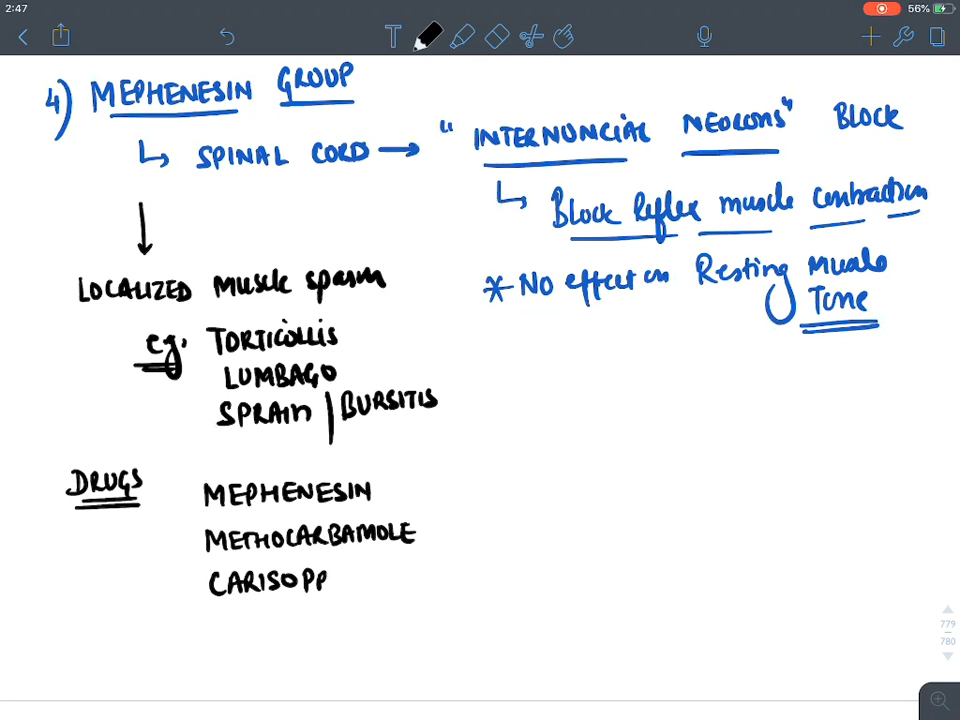 2:47
56%
T
4) MEPHENESIN GROUP
↳ SPINAL CORD → "INTERNUNCIAL NEORONS" BLOCK
↳ Block Reflex muscle contraction
* No effect on Resting Muscle Tone
LOCALIZED Muscle spasm
eg. TORTICOLLIS
LUMBAGO
SPRAIN / BURSITIS
DRUGS MEPHENESIN
METHOCARBAMOLE
CARISOPP
779
780